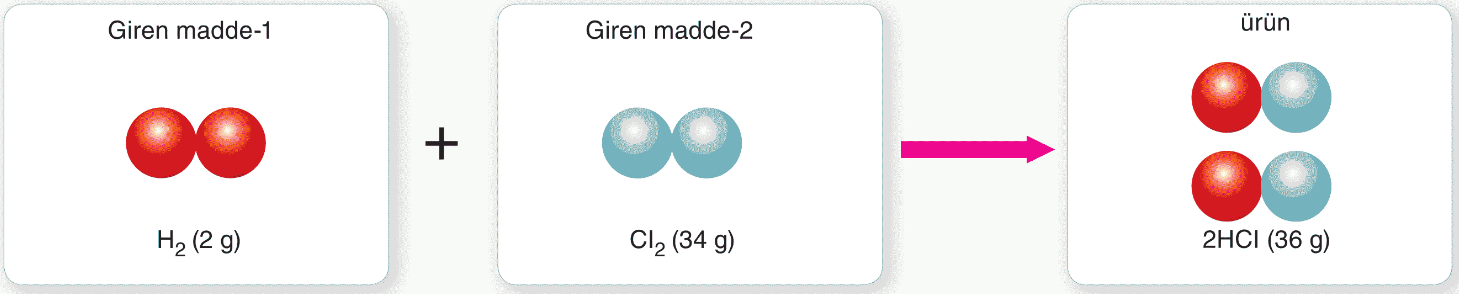 Giren madde-1
H₂ (2 g)
+
Giren madde-2
Cl₂ (34 g)
ürün
2HCl (36 g)